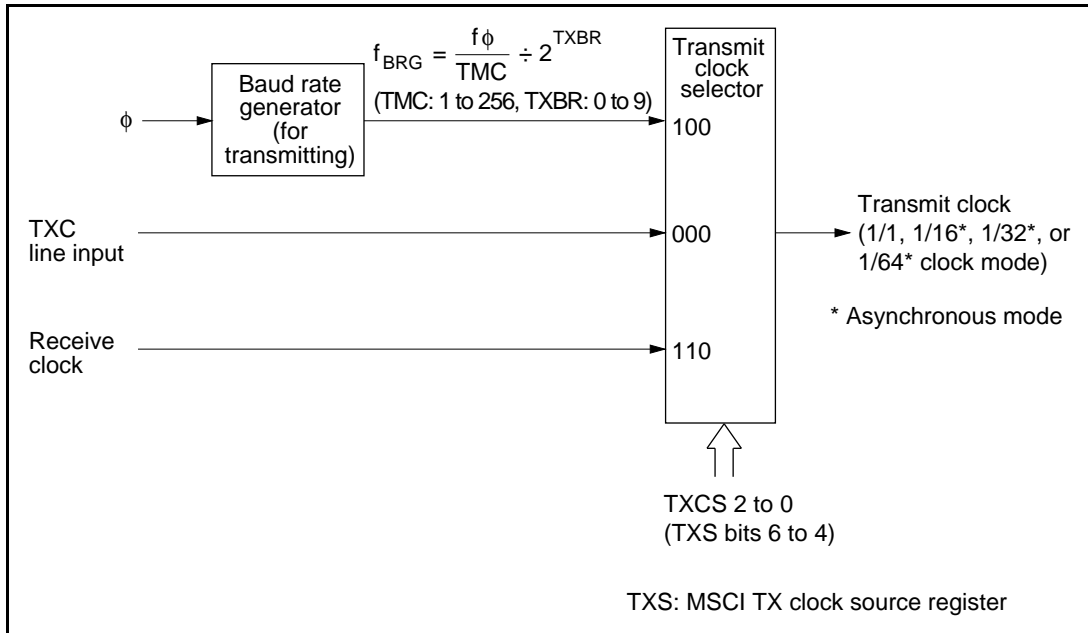 f BRG = fφ / TMC ÷ 2^TXBR
(TMC: 1 to 256, TXBR: 0 to 9)
φ
Baud rate
generator
(for
transmitting)
Transmit
clock
selector
100
TXC
line input
000
Transmit clock
(1/1, 1/16*, 1/32*, or
1/64* clock mode)
* Asynchronous mode
Receive
clock
110
TXCS 2 to 0
(TXS bits 6 to 4)
TXS: MSCI TX clock source register